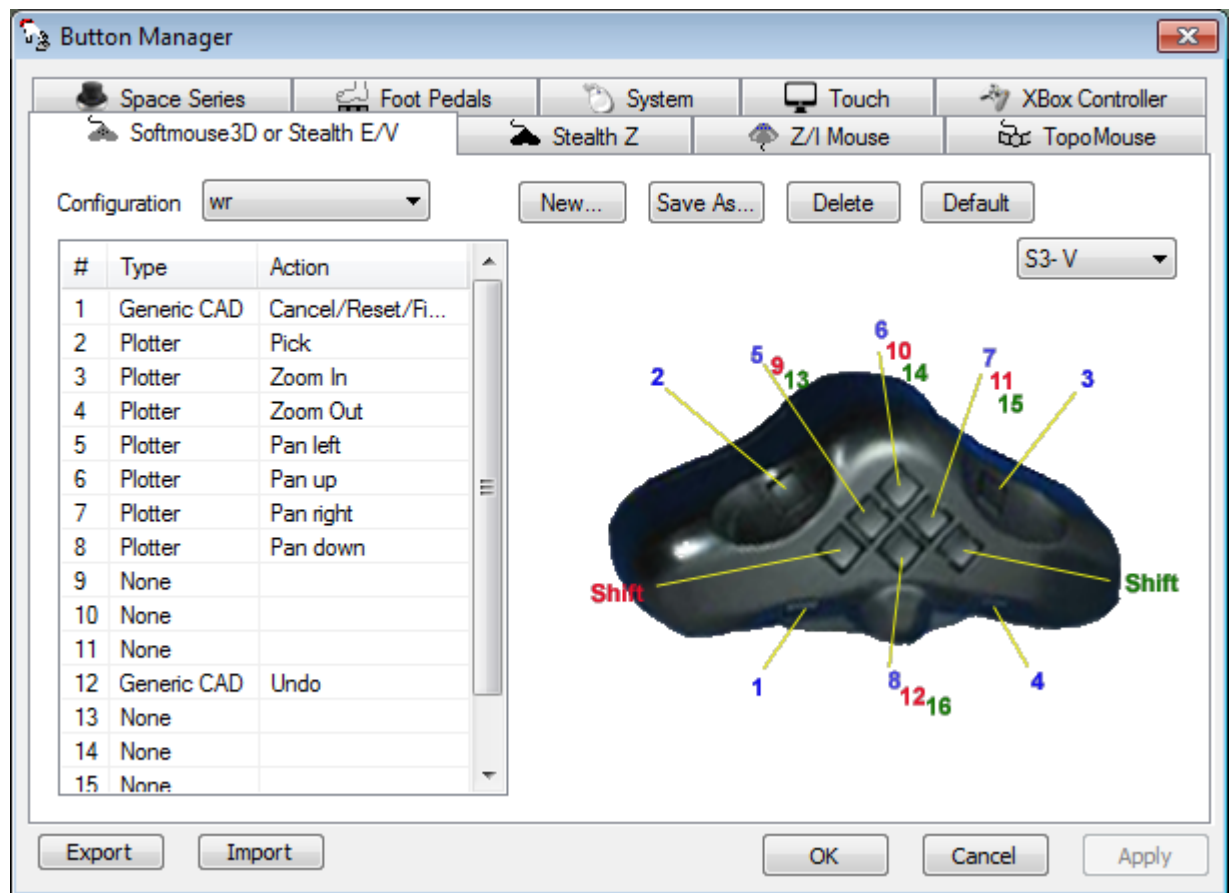 Button Manager
Space Series Foot Pedals System Touch XBox Controller
Softmouse3D or Stealth E/V Stealth Z Z/I Mouse TopoMouse
Configuration wr New... Save As... Delete Default
S3- V
# Type Action
1 Generic CAD Cancel/Reset/Fi...
2 Plotter Pick
3 Plotter Zoom In
4 Plotter Zoom Out
5 Plotter Pan left
6 Plotter Pan up
7 Plotter Pan right
8 Plotter Pan down
9 None
10 None
11 None
12 Generic CAD Undo
13 None
14 None
15 None
6 10 14
5 9 13
7 11 15
2
3
Shift
Shift
1
8 12 16
4
Export Import OK Cancel Apply